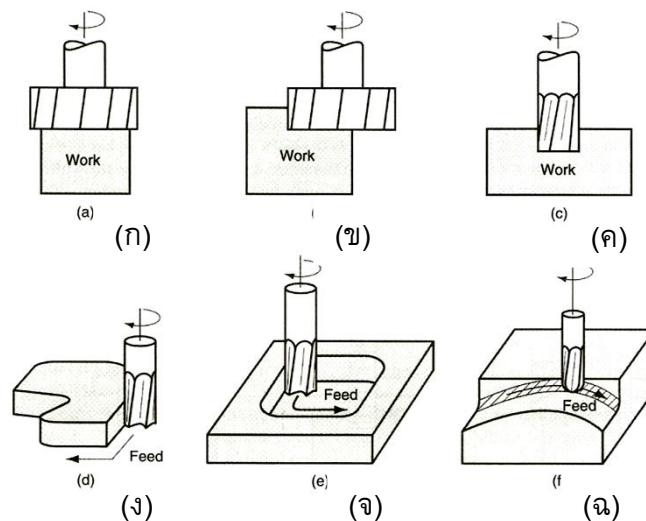 Work
(a)
(ก)
Work
(ข)
Work
(c)
(ค)
Feed
(d)
(ง)
Feed
(e)
(จ)
Feed
(f
(ฉ)